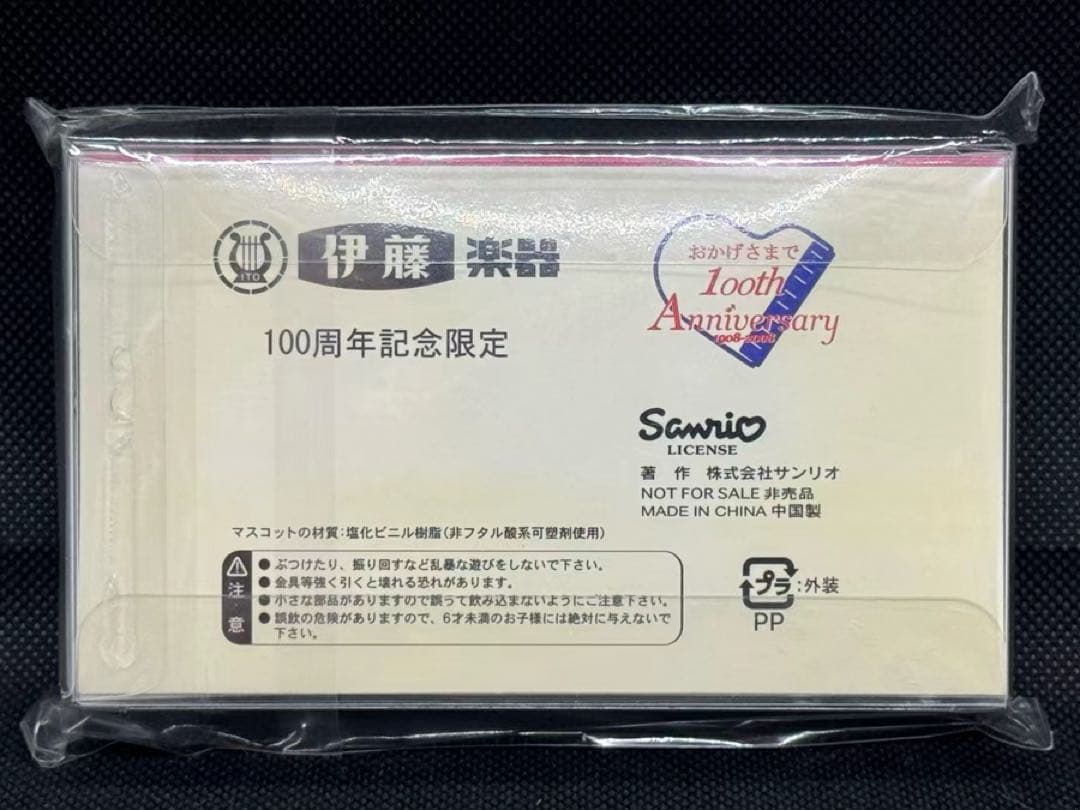 ITO
伊藤 楽器
100周年記念限定
おかげさまで
100th
Anniversary
1908-2008
Sanrio
LICENSE
著 作 株式会社サンリオ
NOT FOR SALE 非売品
MADE IN CHINA 中国製
マスコットの材質:塩化ビニル樹脂(非フタル酸系可塑剤使用)
注意
●ぶつけたり、振り回すなど乱暴な遊びをしないで下さい。
●金具等強く引くと壊れる恐れがあります。
●小さな部品がありますので誤って飲み込まないようにご注意下さい。
●誤飲の危険がありますので、6才未満のお子様には絶対に与えないで
下さい。
プラ:外装
PP